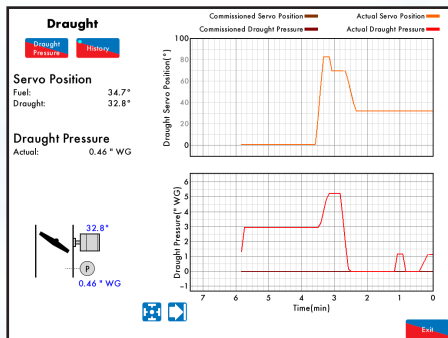 Draught
Commissioned Servo Position
Actual Servo Position
Commissioned Draught Pressure
Actual Draught Pressure
Draught Pressure
History
Servo Position
Fuel: 34.7°
Draught: 32.8°
Draught Pressure
Actual: 0.46 " WG
32.8°
P
0.46 " WG
Draught Servo Position(°)
100
80
60
40
20
0
Draught Pressure(" WG)
6
5
4
3
2
1
0
-1
7 6 5 4 3 2 1 0
Time(min)
Exit